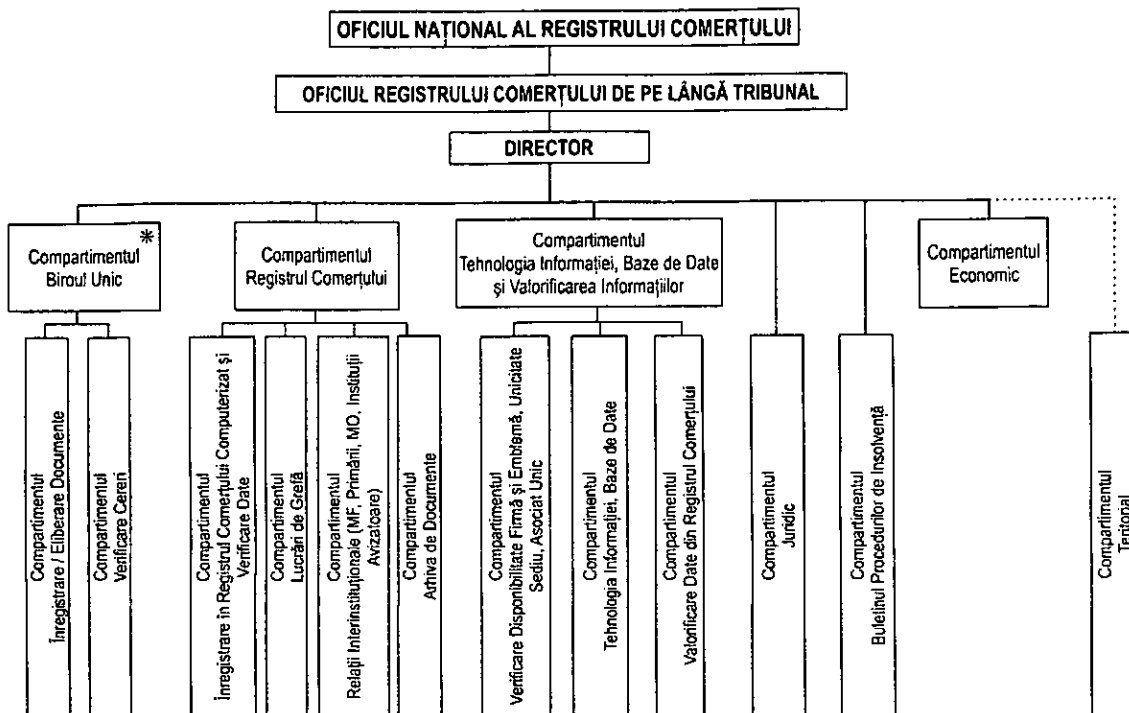 OFICIUL NAȚIONAL AL REGISTRULUI COMERȚULUI
OFICIUL REGISTRULUI COMERȚULUI DE PE LÂNGĂ TRIBUNAL
DIRECTOR
Compartimentul *
Biroul Unic
Compartimentul
Registrul Comerțului
Compartimentul
Tehnologia Informației, Baze de Date
și Valorificarea Informațiilor
Compartimentul
Economic
Compartimentul
Înregistrare / Eliberare Documente
Compartimentul
Verificare Cereri
Compartimentul
Înregistrare în Registrul Comerțului Computerizat și
Verificare Date
Compartimentul
Lucrări de Grefă
Compartimentul
Relații Interinstituționale (MF, Primării, MO, Instituții
Avizatoare)
Compartimentul
Arhiva de Documente
Compartimentul
Verificare Disponibilitate Firmă și Emblemă, Unicitate
Sediu, Asociat Unic
Compartimentul
Tehnologia Informației, Baze de Date
Compartimentul
Valorificare Date din Registrul Comerțului
Compartimentul
Juridic
Compartimentul
Buletinul Procedurilor de Insolvență
Compartimentul
Teritorial